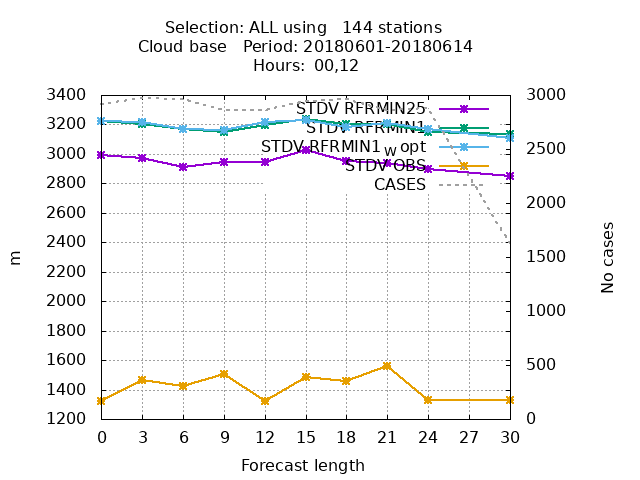 Selection: ALL using   144 stations
Cloud base   Period: 20180601-20180614
Hours:  00,12
3400
3200
3000
2800
2600
2400
2200
2000
1800
1600
1400
1200
m
STDV RFRMIN25
STDV RFRMIN1
STDV RFRMIN1wopt
STDV OBS
CASES
3000
2500
2000
1500
1000
500
0
No cases
0 3 6 9 12 15 18 21 24 27 30
Forecast length